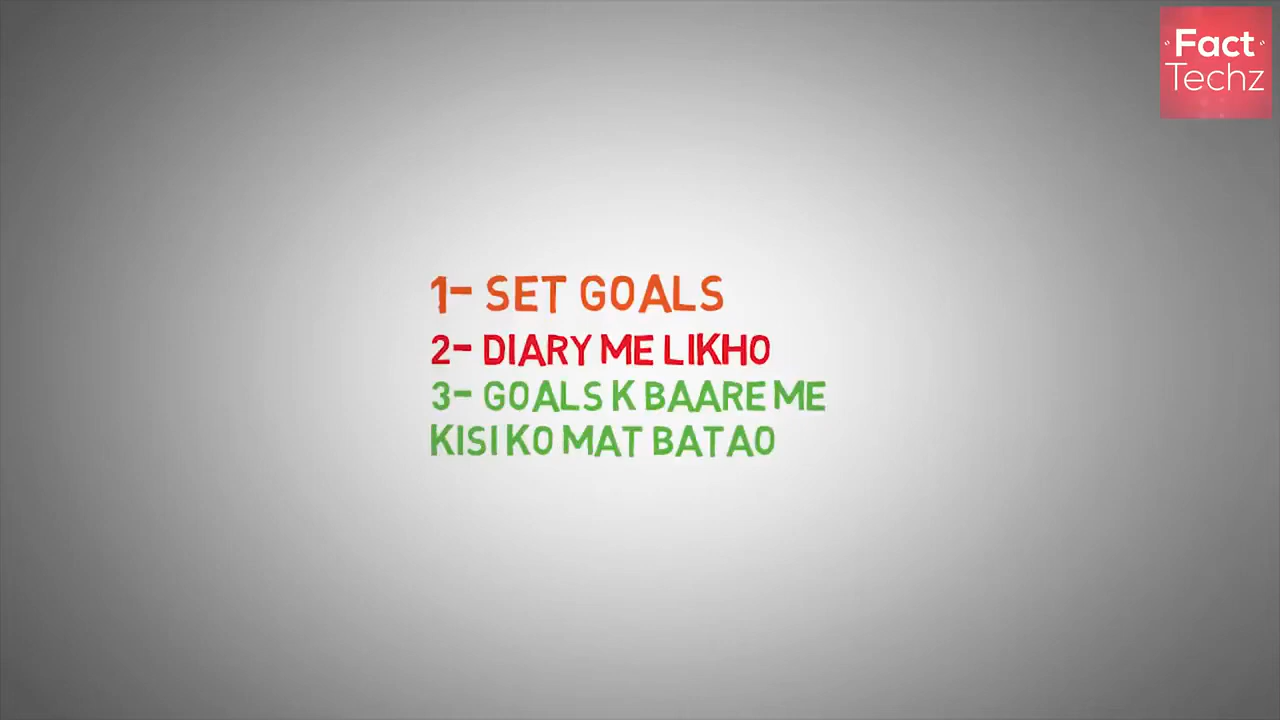 Fact
Techz
1- SET GOALS
2- DIARY ME LIKHO
3- GOALS K BAARE ME
KISI KO MAT BATAO